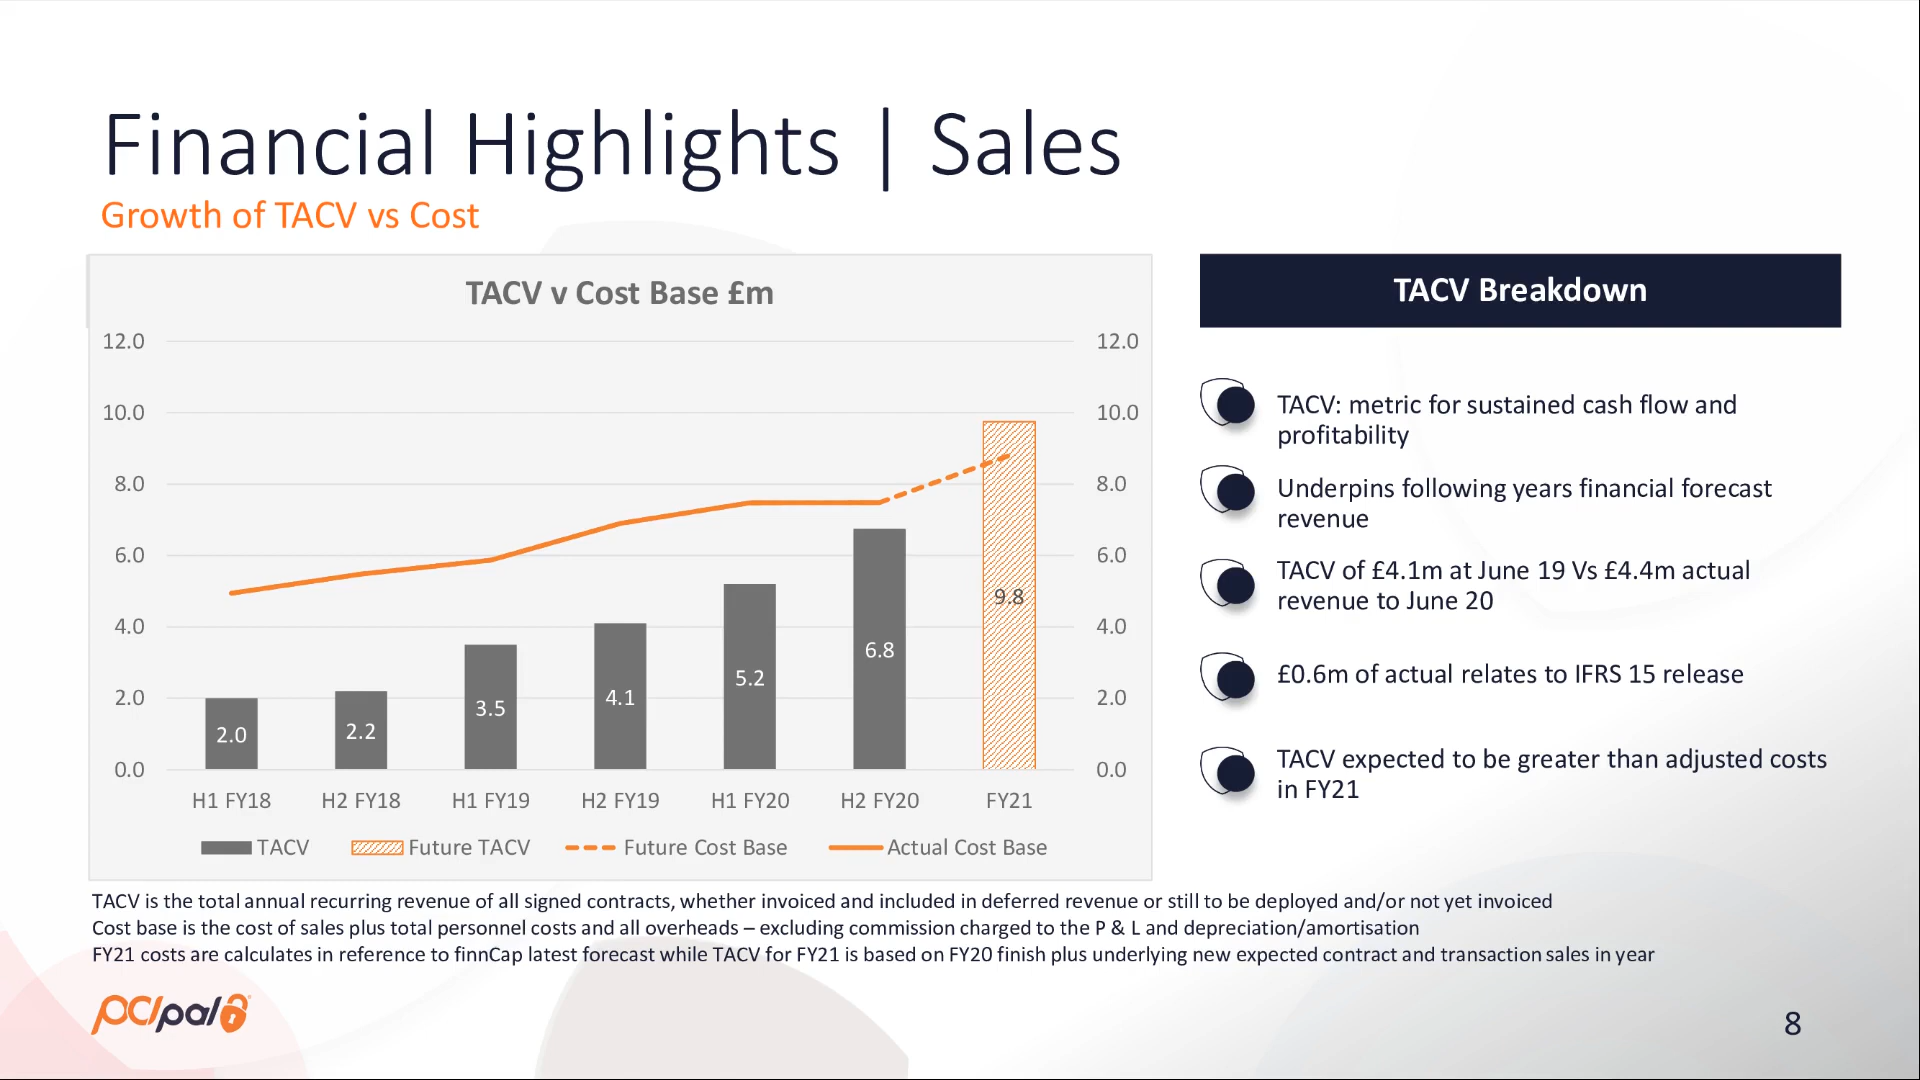 Financial Highlights | Sales
Growth of TACV vs Cost
TACV v Cost Base £m
12.0 12.0
10.0 10.0
8.0 8.0
6.0 6.0
9.8
4.0 4.0
6.8
5.2
4.1
3.5
2.0 2.0
2.0 2.2
0.0 0.0
H1 FY18 H2 FY18 H1 FY19 H2 FY19 H1 FY20 H2 FY20 FY21
TACV Future TACV Future Cost Base Actual Cost Base
TACV Breakdown
TACV: metric for sustained cash flow and
profitability
Underpins following years financial forecast
revenue
TACV of £4.1m at June 19 Vs £4.4m actual
revenue to June 20
£0.6m of actual relates to IFRS 15 release
TACV expected to be greater than adjusted costs
in FY21
TACV is the total annual recurring revenue of all signed contracts, whether invoiced and included in deferred revenue or still to be deployed and/or not yet invoiced
Cost base is the cost of sales plus total personnel costs and all overheads – excluding commission charged to the P & L and depreciation/amortisation
FY21 costs are calculates in reference to finnCap latest forecast while TACV for FY21 is based on FY20 finish plus underlying new expected contract and transaction sales in year
pcipal
8